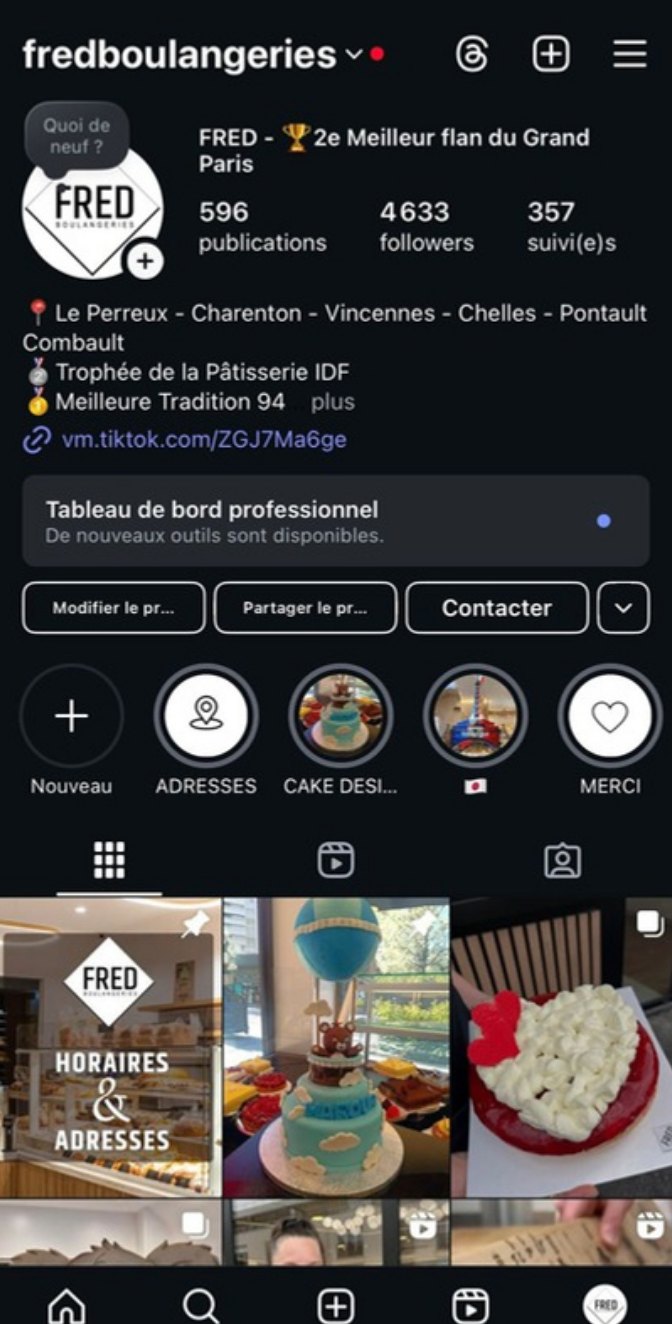 fredboulangeries
Quoi de
neuf ?
FRED
BOULANGERIES
FRED - 🏆2e Meilleur flan du Grand
Paris
596 4 633 357
publications followers suivi(e)s
📍 Le Perreux - Charenton - Vincennes - Chelles - Pontault
Combault
🥈 Trophée de la Pâtisserie IDF
🥇 Meilleure Tradition 94 plus
vm.tiktok.com/ZGJ7Ma6ge
Tableau de bord professionnel
De nouveaux outils sont disponibles.
Modifier le pr... Partager le pr... Contacter
Nouveau ADRESSES CAKE DESI... 🇯🇵 MERCI
FRED
BOULANGERIES
HORAIRES
&
ADRESSES
FRED